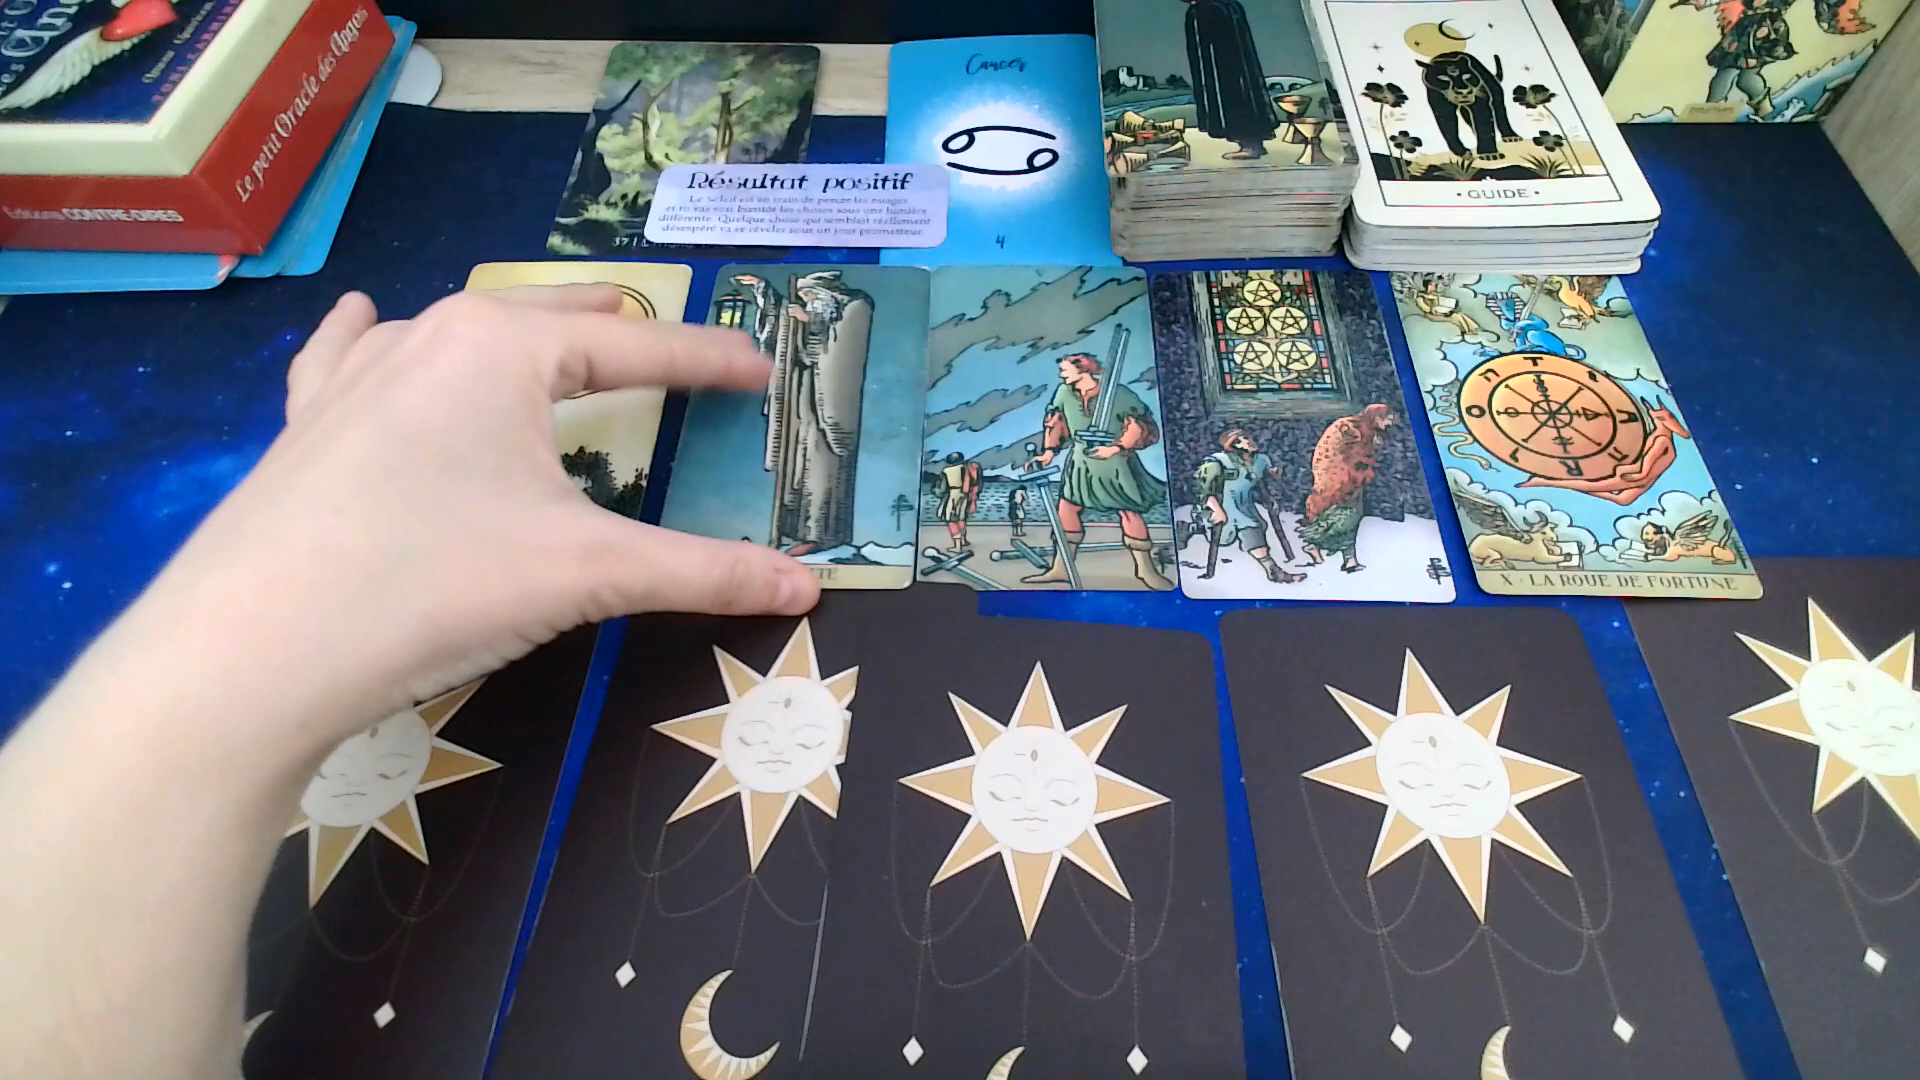 Le petit Oracle des Anges
Éditions CONTRE-DIRES
Cancer
4
Résultat positif
Le Soleil est en train de percer les nuages
et tu vas voir bientôt les choses sous une lumière
différente. Quelque chose qui semblait réellement
désespéré va se révéler sous un jour prometteur.
37
• GUIDE •
X • LA ROUE DE FORTUNE